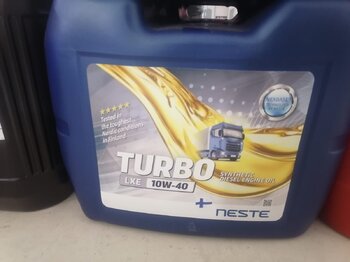 Tested in
the toughest
Nordic conditions
in Finland
TURBO
LXE 10W-40
SYNTHETIC
DIESEL ENGINE OIL
NESTE